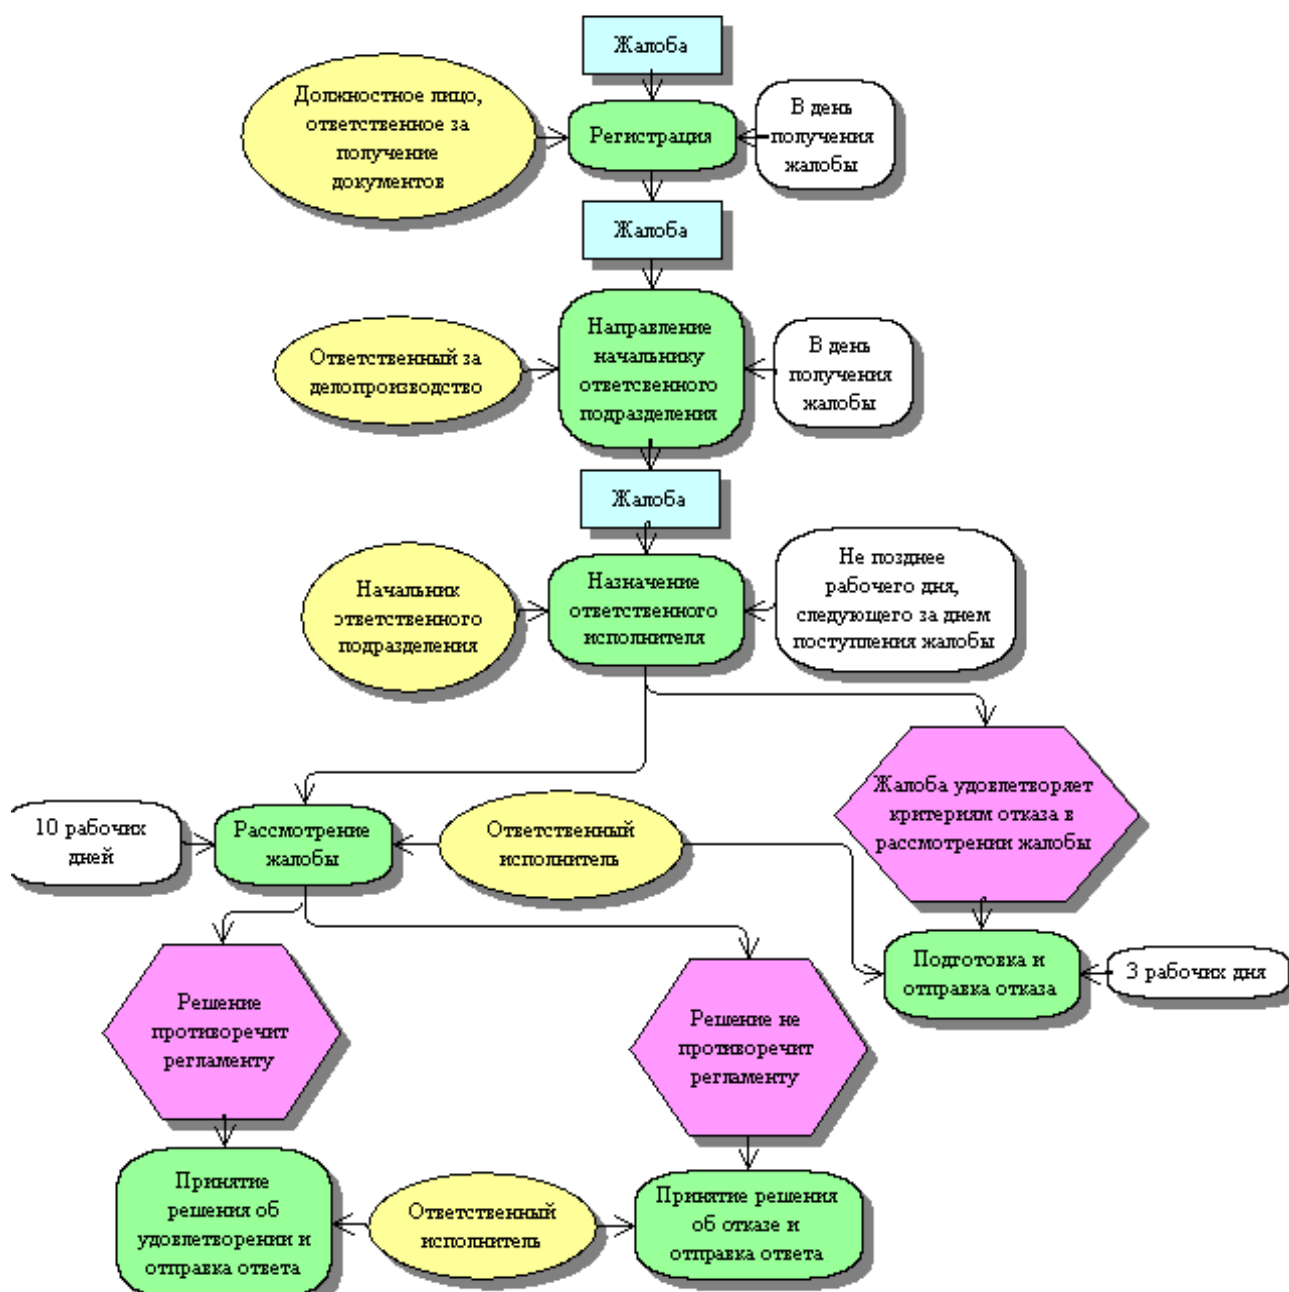 Жалоба
Должностное лицо,
ответственное за
получение
документов
Регистрация
В день
получения
жалобы
Жалоба
Ответственный за
делопроизводство
Направление
начальнику
ответсвенного
подразделения
В день
получения
жалобы
Жалоба
Начальник
ответственного
подразделения
Назначение
ответственного
исполнителя
Не позднее
рабочего дня,
следующего за днем
поступления жалобы
Жалоба удовлетворяет
критериям отказа в
рассмотрении жалобы
10 рабочих
дней
Рассмотрение
жалобы
Ответственный
исполнитель
Подготовка и
отправка отказа
3 рабочих дня
Решение
противоречит
регламенту
Решение не
противоречит
регламенту
Принятие
решения об
удовлетворении и
отправка ответа
Ответственный
исполнитель
Принятие решения
об отказе и
отправка ответа